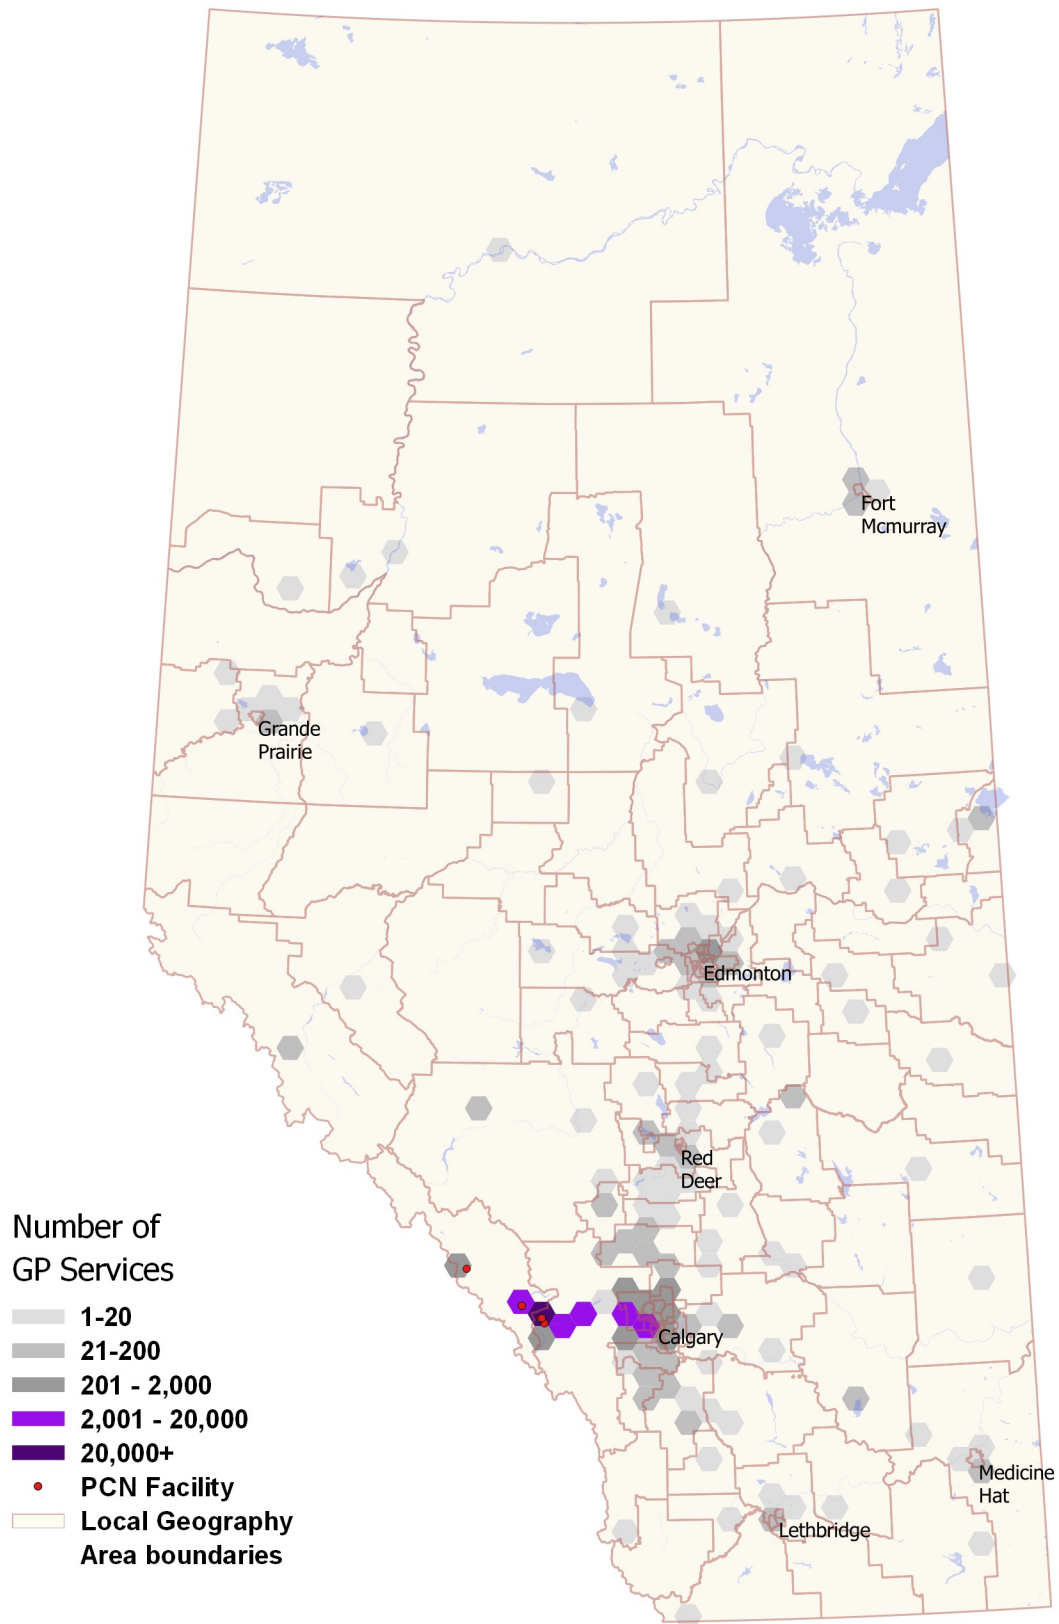 Fort
Mcmurray
Grande
Prairie
Edmonton
Red
Deer
Calgary
Medicine
Hat
Lethbridge
Number of
GP Services
1-20
21-200
201 - 2,000
2,001 - 20,000
20,000+
PCN Facility
Local Geography
Area boundaries